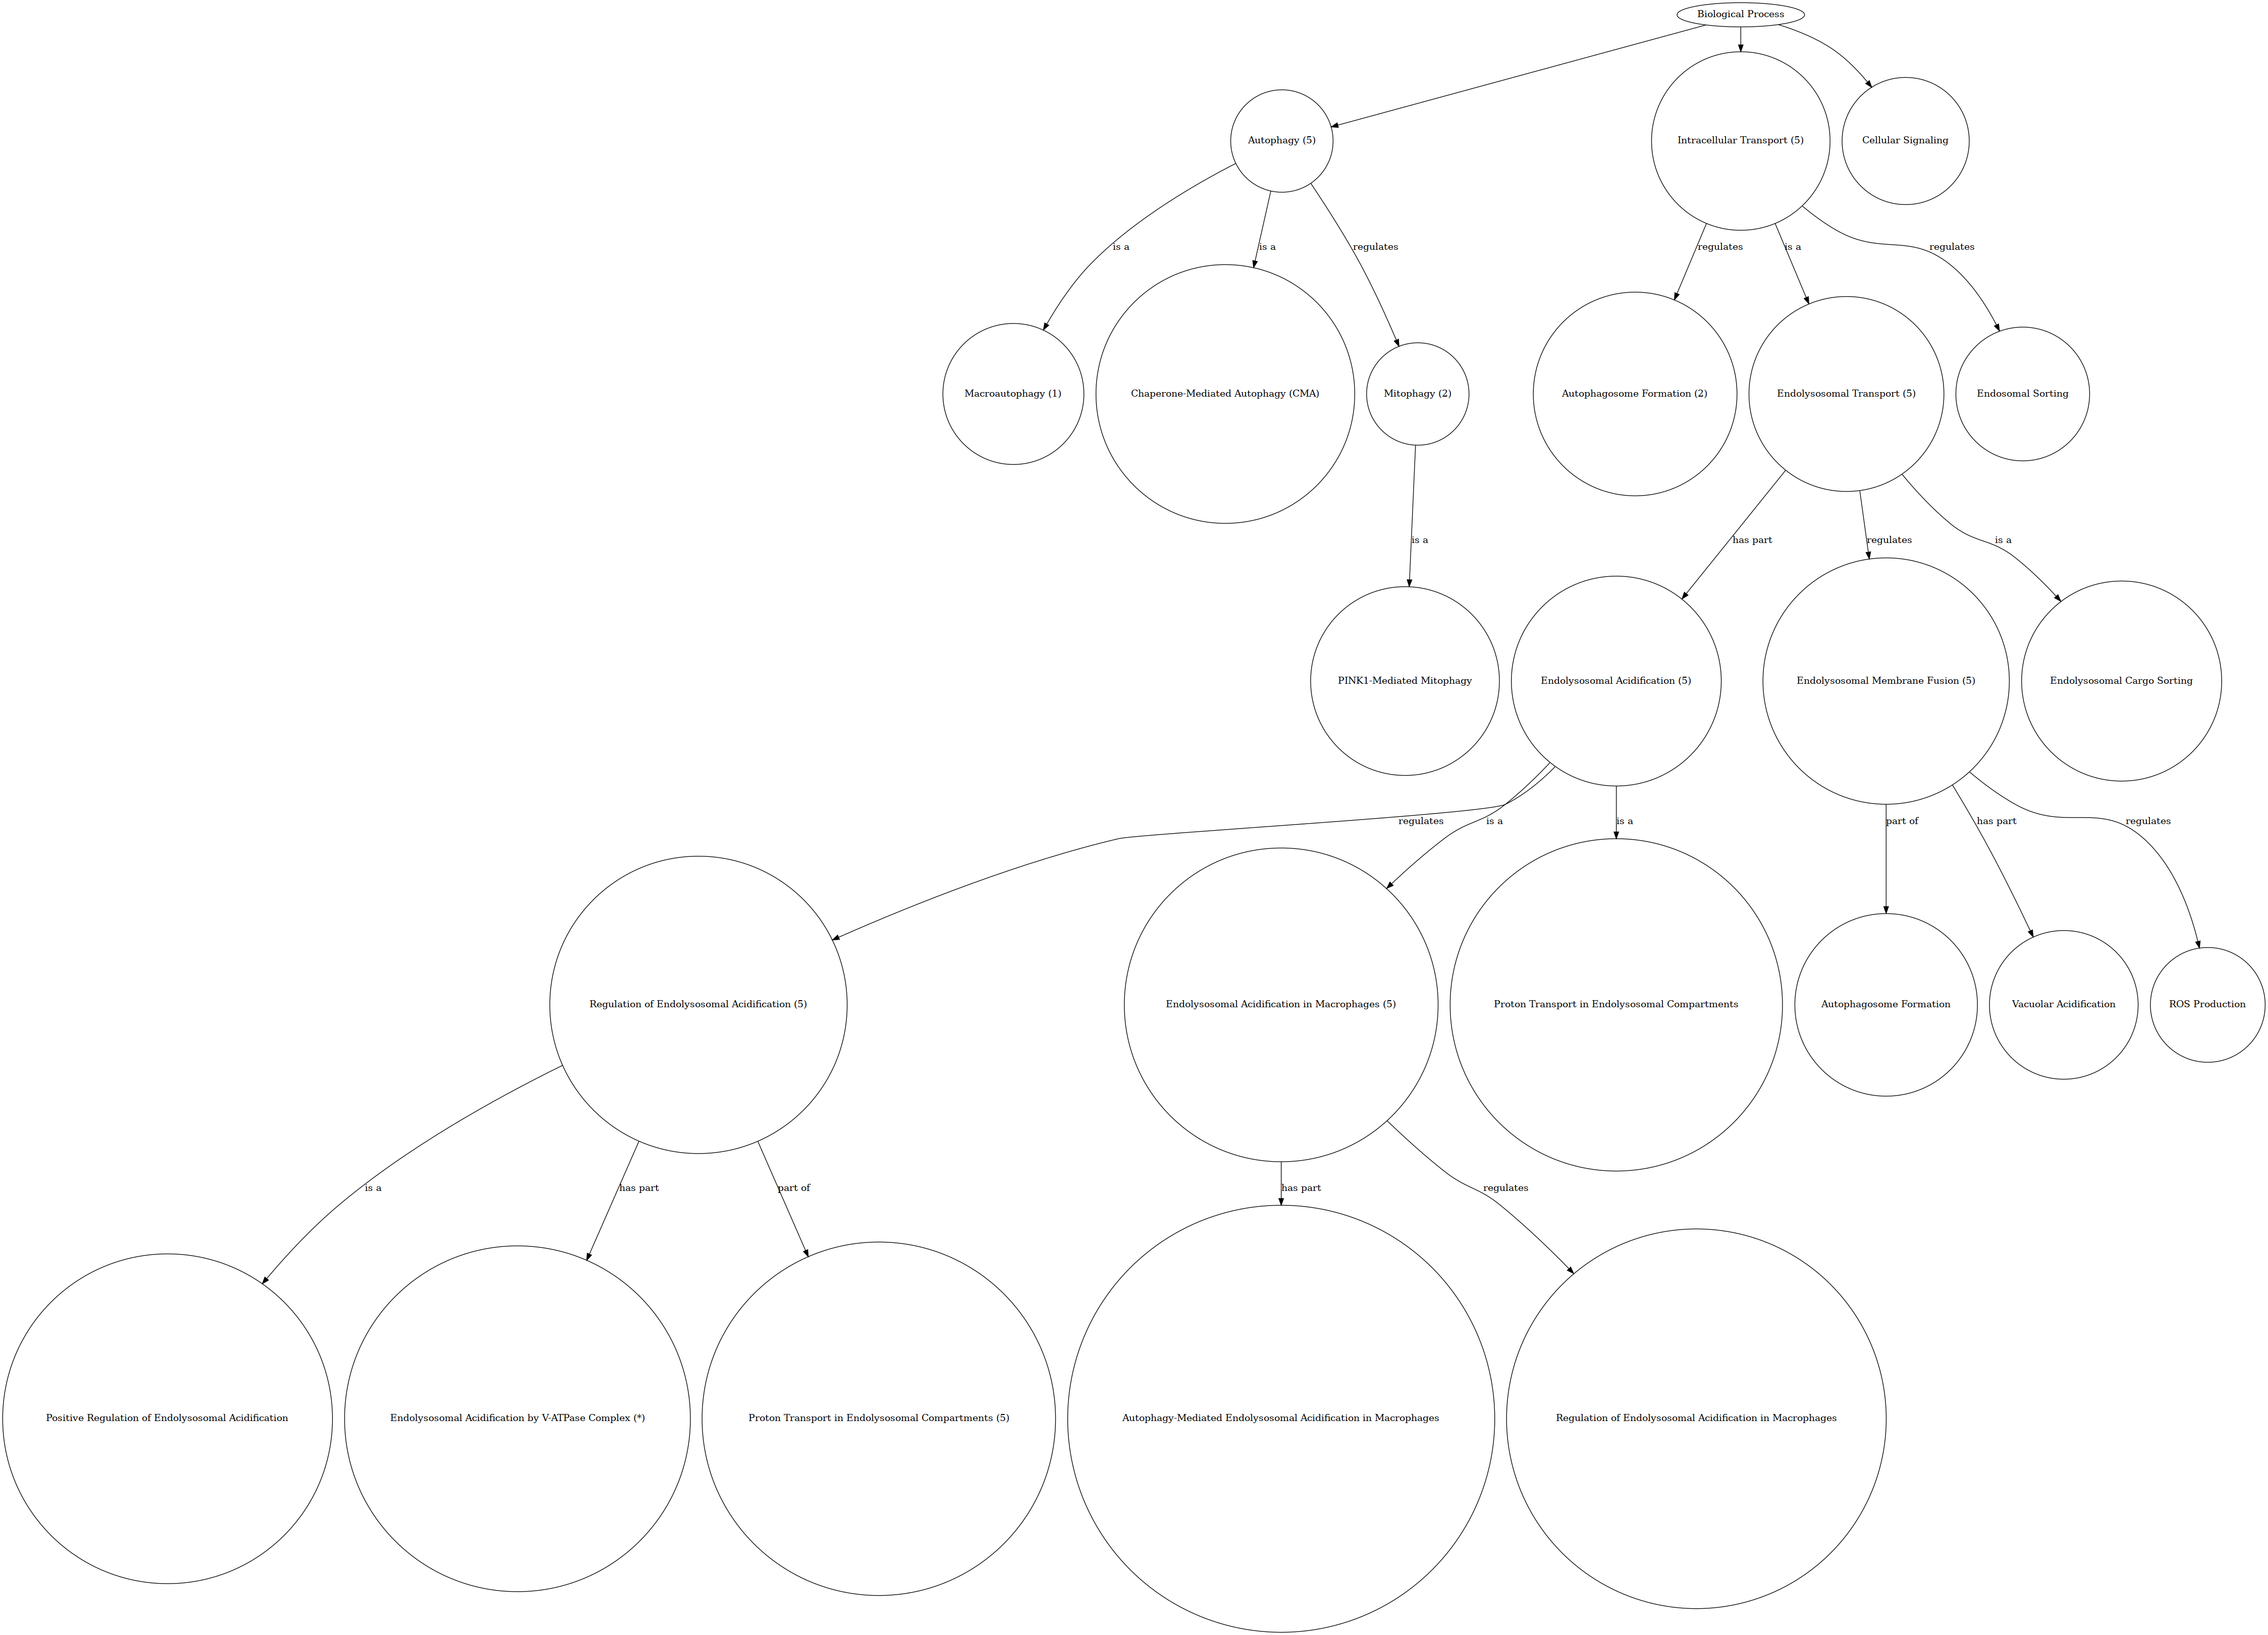 Biological Process
Autophagy (5)
Intracellular Transport (5)
Cellular Signaling
is a
is a
regulates
regulates
is a
regulates
Macroautophagy (1)
Chaperone-Mediated Autophagy (CMA)
Mitophagy (2)
Autophagosome Formation (2)
Endolysosomal Transport (5)
Endosomal Sorting
is a
has part
regulates
is a
PINK1-Mediated Mitophagy
Endolysosomal Acidification (5)
Endolysosomal Membrane Fusion (5)
Endolysosomal Cargo Sorting
regulates
is a
is a
part of
has part
regulates
Regulation of Endolysosomal Acidification (5)
Endolysosomal Acidification in Macrophages (5)
Proton Transport in Endolysosomal Compartments
Autophagosome Formation
Vacuolar Acidification
ROS Production
is a
has part
part of
has part
regulates
Positive Regulation of Endolysosomal Acidification
Endolysosomal Acidification by V-ATPase Complex (*)
Proton Transport in Endolysosomal Compartments (5)
Autophagy-Mediated Endolysosomal Acidification in Macrophages
Regulation of Endolysosomal Acidification in Macrophages